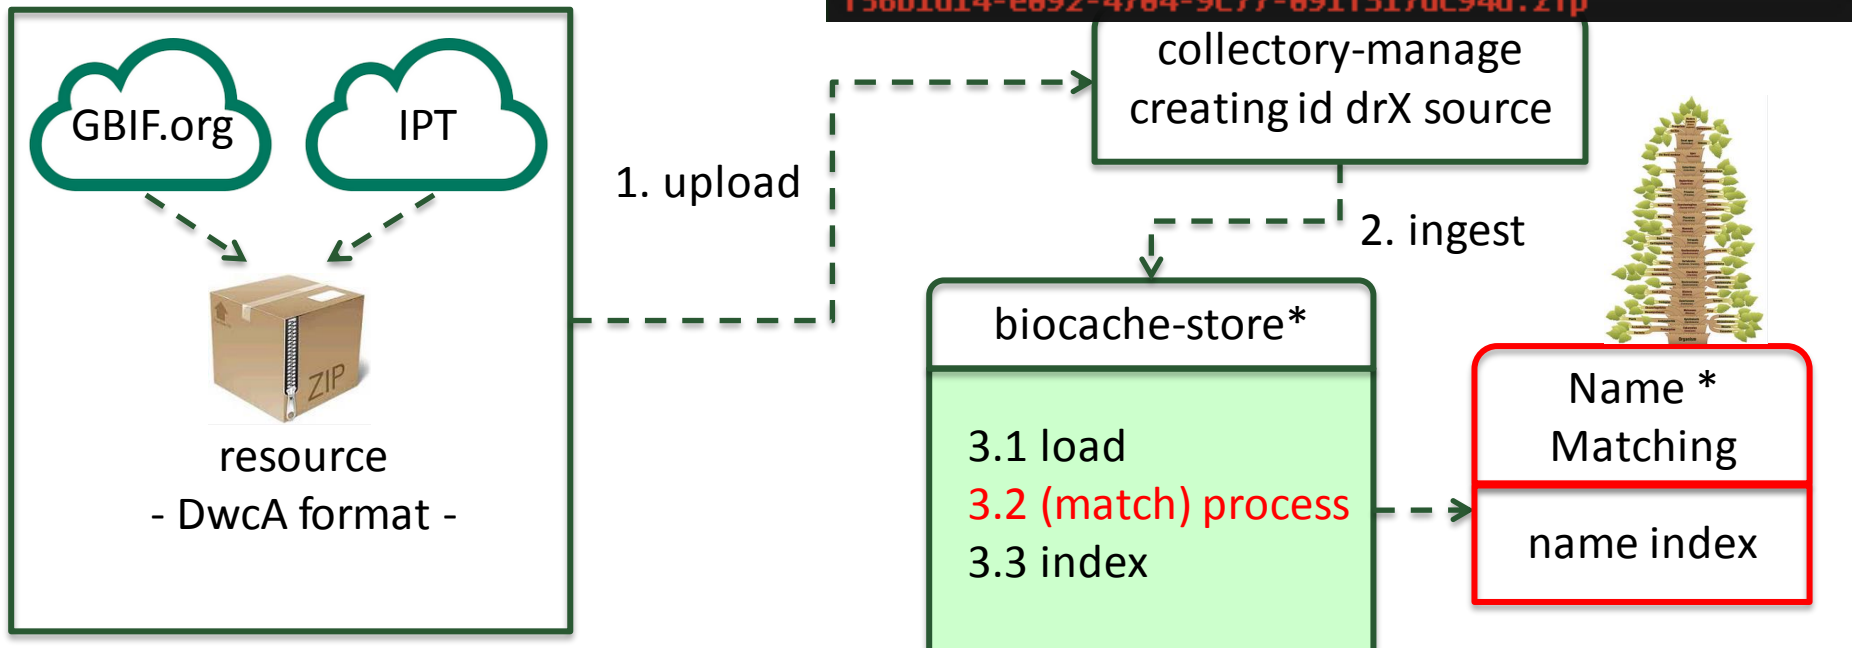 GBIF.org
IPT
ZIP
resource
- DwcA format -
1. upload
collectory-manage
creating id drX source
2. ingest
biocache-store*
3.1 load
3.2 (match) process
3.3 index
Name *
Matching
name index